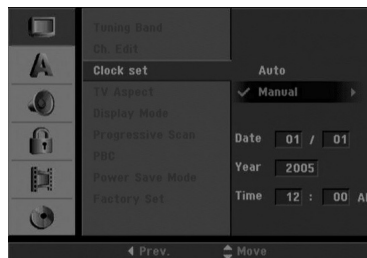 Tuning Band
Ch. Edit
Clock set
TV Aspect
Display Mode
Progressive Scan
PBC
Power Save Mode
Factory Set
Auto
Manual
Date 01 / 01
Year 2005
Time 12 : 00
A
Prev. Move